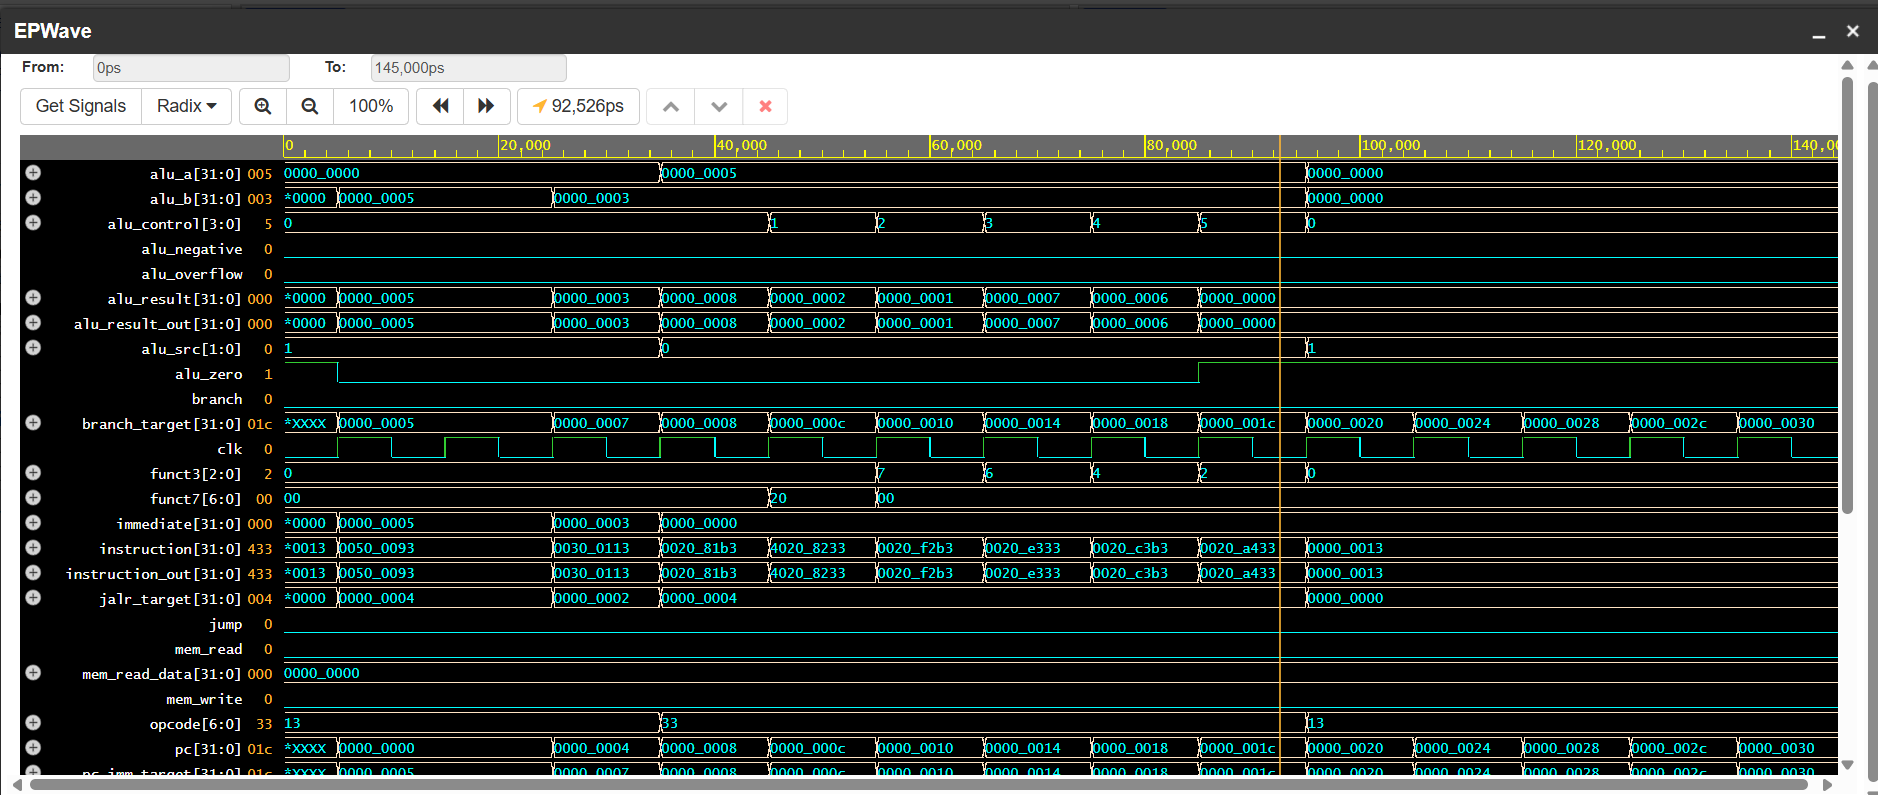 EPWave
From: 0ps To: 145,000ps
Get Signals Radix 100% 92,526ps
0 20,000 40,000 60,000 80,000 100,000 120,000 140,0
alu_a[31:0] 005 0000_0000 0000_0005 0000_0000
alu_b[31:0] 003 *0000 0000_0005 0000_0003 0000_0000
alu_control[3:0] 5 0 1 2 3 4 5 0
alu_negative 0
alu_overflow 0
alu_result[31:0] 000 *0000 0000_0005 0000_0003 0000_0008 0000_0002 0000_0001 0000_0007 0000_0006 0000_0000
alu_result_out[31:0] 000 *0000 0000_0005 0000_0003 0000_0008 0000_0002 0000_0001 0000_0007 0000_0006 0000_0000
alu_src[1:0] 0 1 0 1
alu_zero 1
branch 0
branch_target[31:0] 01c *XXXX 0000_0005 0000_0007 0000_0008 0000_000c 0000_0010 0000_0014 0000_0018 0000_001c 0000_0020 0000_0024 0000_0028 0000_002c 0000_0030
clk 0
funct3[2:0] 2 0 7 6 4 2 0
funct7[6:0] 00 00 20 00
immediate[31:0] 000 *0000 0000_0005 0000_0003 0000_0000
instruction[31:0] 433 *0013 0050_0093 0030_0113 0020_81b3 4020_8233 0020_f2b3 0020_e333 0020_c3b3 0020_a433 0000_0013
instruction_out[31:0] 433 *0013 0050_0093 0030_0113 0020_81b3 4020_8233 0020_f2b3 0020_e333 0020_c3b3 0020_a433 0000_0013
jalr_target[31:0] 004 *0000 0000_0004 0000_0002 0000_0004 0000_0000
jump 0
mem_read 0
mem_read_data[31:0] 000 0000_0000
mem_write 0
opcode[6:0] 33 13 33 13
pc[31:0] 01c *XXXX 0000_0000 0000_0004 0000_0008 0000_000c 0000_0010 0000_0014 0000_0018 0000_001c 0000_0020 0000_0024 0000_0028 0000_002c 0000_0030
pc_imm_target[31:0] 01c *XXXX 0000_0005 0000_0007 0000_0008 0000_000c 0000_0010 0000_0014 0000_0018 0000_001c 0000_0020 0000_0024 0000_0028 0000_002c 0000_0030